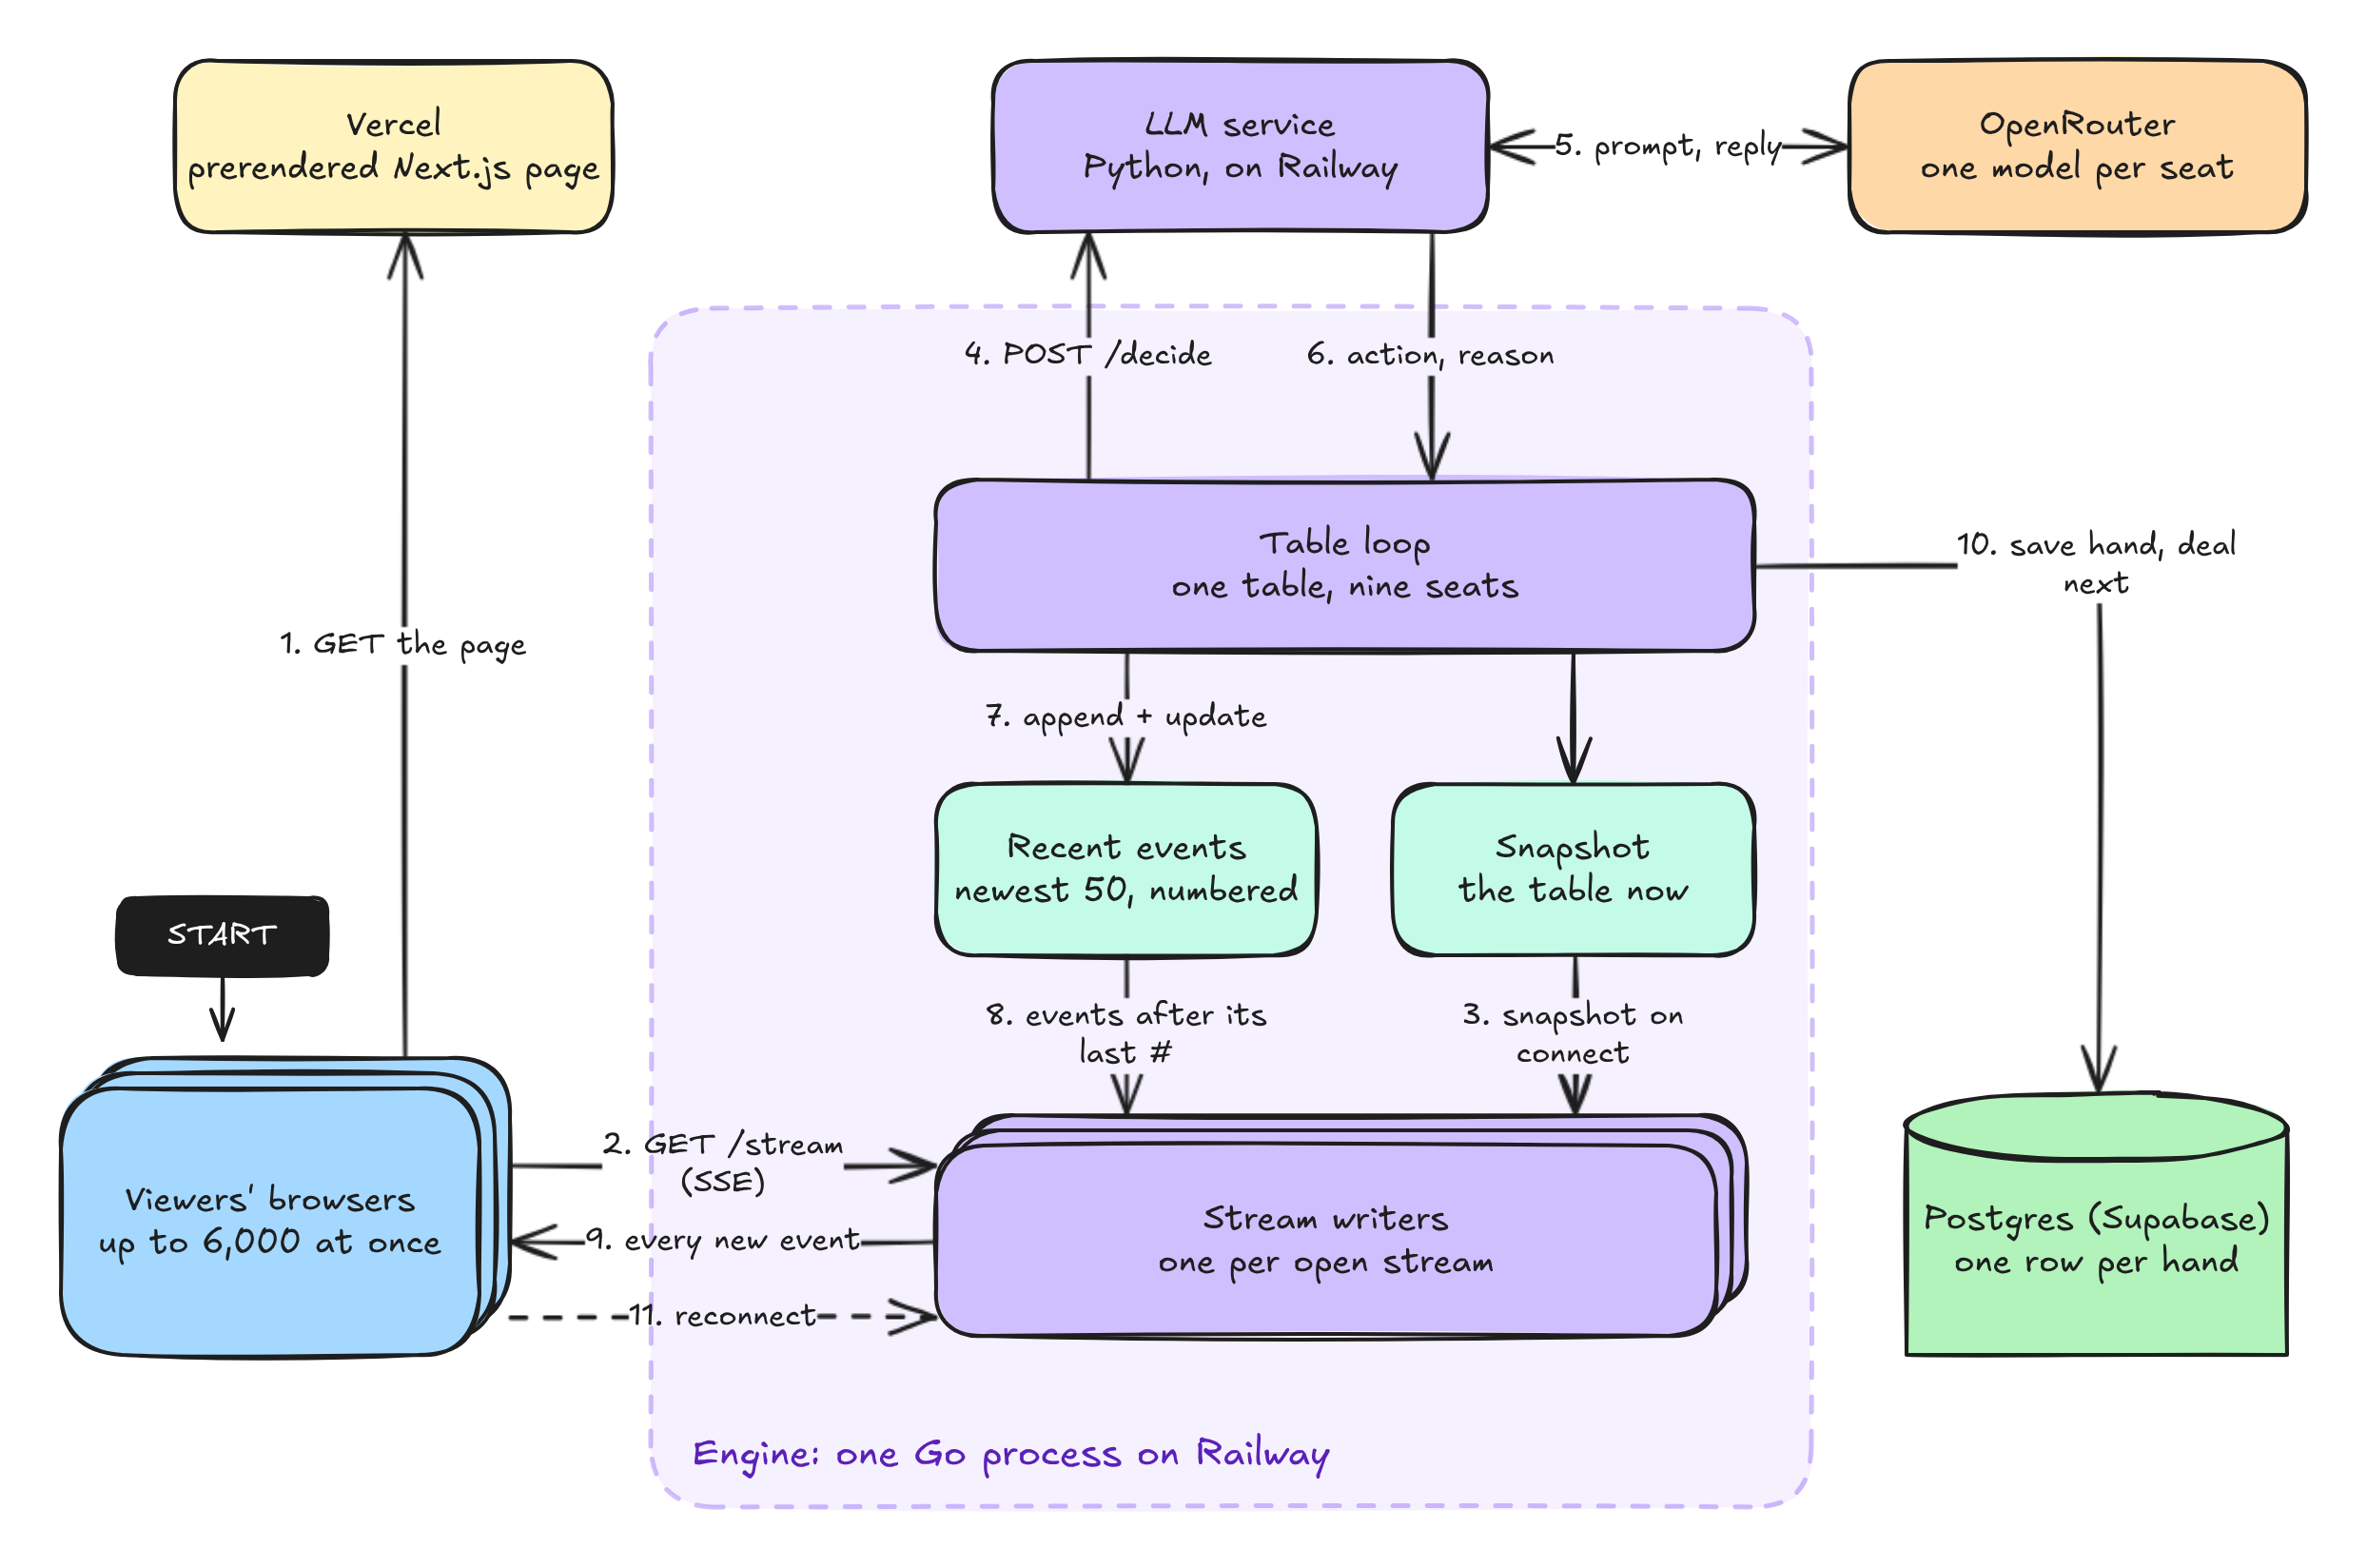 Vercel
prerendered Next.js page
LLM service
Python, on Railway
5. prompt, reply
OpenRouter
one model per seat
4. POST /decide
6. action, reason
Table loop
one table, nine seats
10. save hand, deal
next
1. GET the page
7. append + update
Recent events
newest 50, numbered
Snapshot
the table now
START
8. events after its
last #
3. snapshot on
connect
2. GET /stream
(SSE)
Viewers' browsers
up to 6,000 at once
9. every new event
11. reconnect
Stream writers
one per open stream
Postgres (Supabase)
one row per hand
Engine: one Go process on Railway